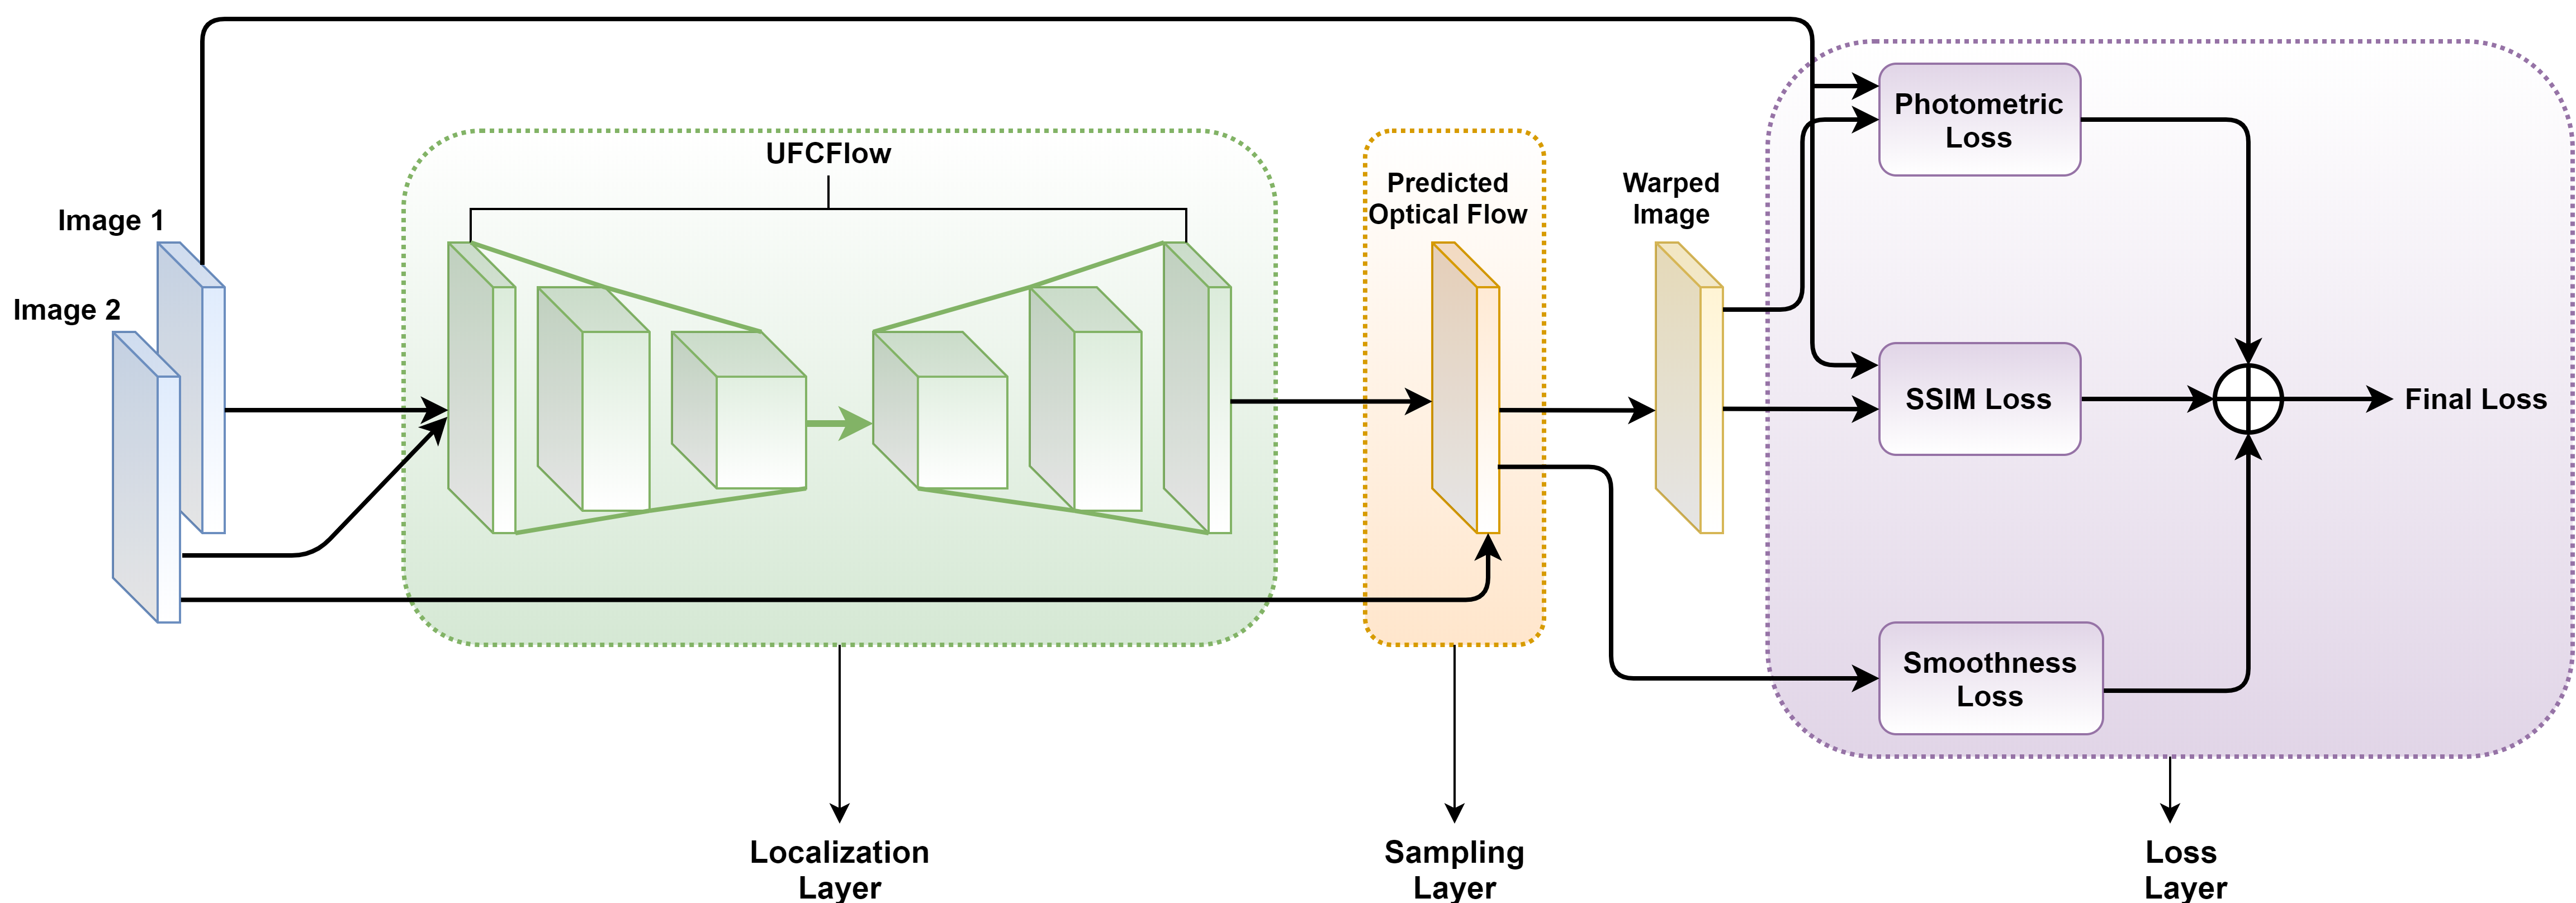 Image 1
Image 2
UFCFlow
Predicted
Optical Flow
Warped
Image
Photometric
Loss
SSIM Loss
Smoothness
Loss
Final Loss
Localization
Layer
Sampling
Layer
Loss
Layer